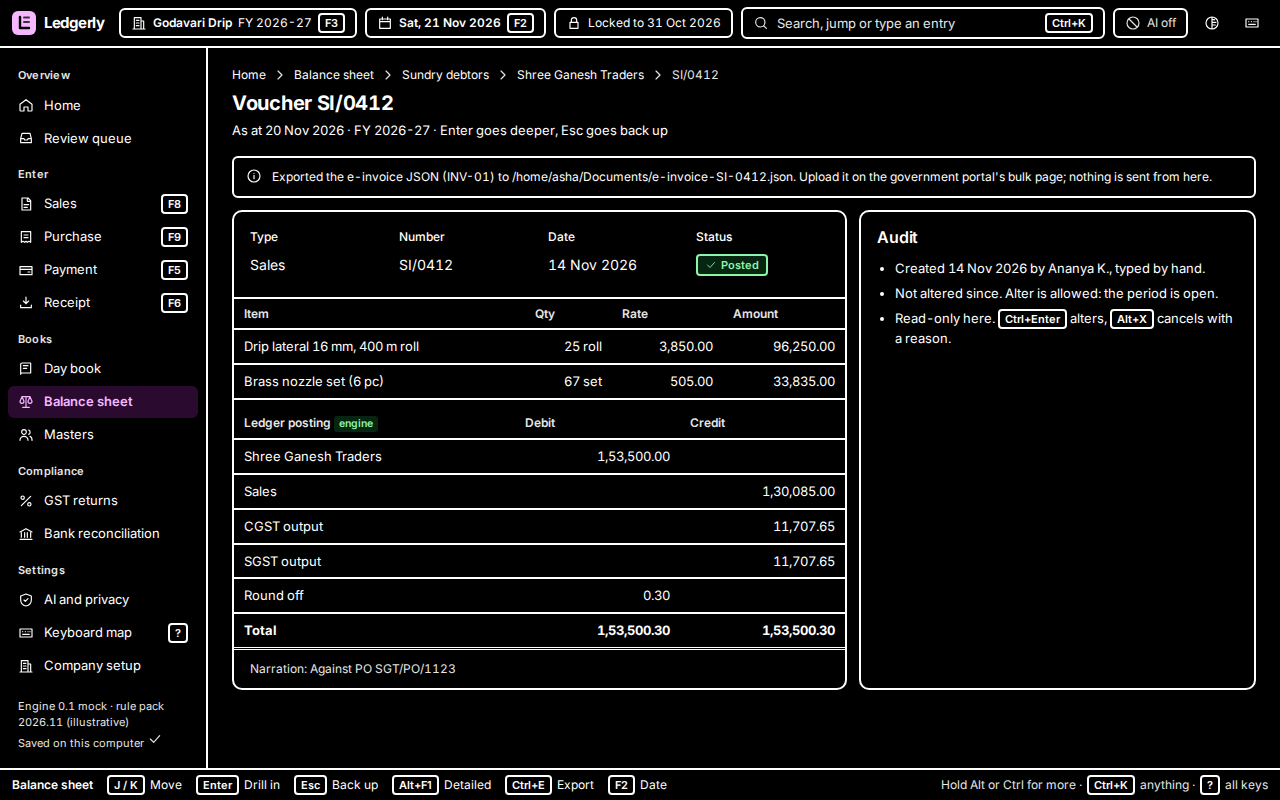 Ledgerly
Godavari Drip FY 2026-27 F3
Sat, 21 Nov 2026 F2
Locked to 31 Oct 2026
Search, jump or type an entry Ctrl+K
AI off
Overview
Home
Review queue
Enter
Sales F8
Purchase F9
Payment F5
Receipt F6
Books
Day book
Balance sheet
Masters
Compliance
GST returns
Bank reconciliation
Settings
AI and privacy
Keyboard map ?
Company setup
Engine 0.1 mock · rule pack
2026.11 (illustrative)
Saved on this computer
Home > Balance sheet > Sundry debtors > Shree Ganesh Traders > SI/0412
Voucher SI/0412
As at 20 Nov 2026 · FY 2026-27 · Enter goes deeper, Esc goes back up
Exported the e-invoice JSON (INV-01) to /home/asha/Documents/e-invoice-SI-0412.json. Upload it on the government portal's bulk page; nothing is sent from here.
Type Number Date Status
Sales SI/0412 14 Nov 2026 Posted
Item Qty Rate Amount
Drip lateral 16 mm, 400 m roll 25 roll 3,850.00 96,250.00
Brass nozzle set (6 pc) 67 set 505.00 33,835.00
Ledger posting engine Debit Credit
Shree Ganesh Traders 1,53,500.00
Sales 1,30,085.00
CGST output 11,707.65
SGST output 11,707.65
Round off 0.30
Total 1,53,500.30 1,53,500.30
Narration: Against PO SGT/PO/1123
Audit
• Created 14 Nov 2026 by Ananya K., typed by hand.
• Not altered since. Alter is allowed: the period is open.
• Read-only here. Ctrl+Enter alters, Alt+X cancels with
a reason.
Balance sheet J / K Move Enter Drill in Esc Back up Alt+F1 Detailed Ctrl+E Export F2 Date
Hold Alt or Ctrl for more · Ctrl+K anything · ? all keys